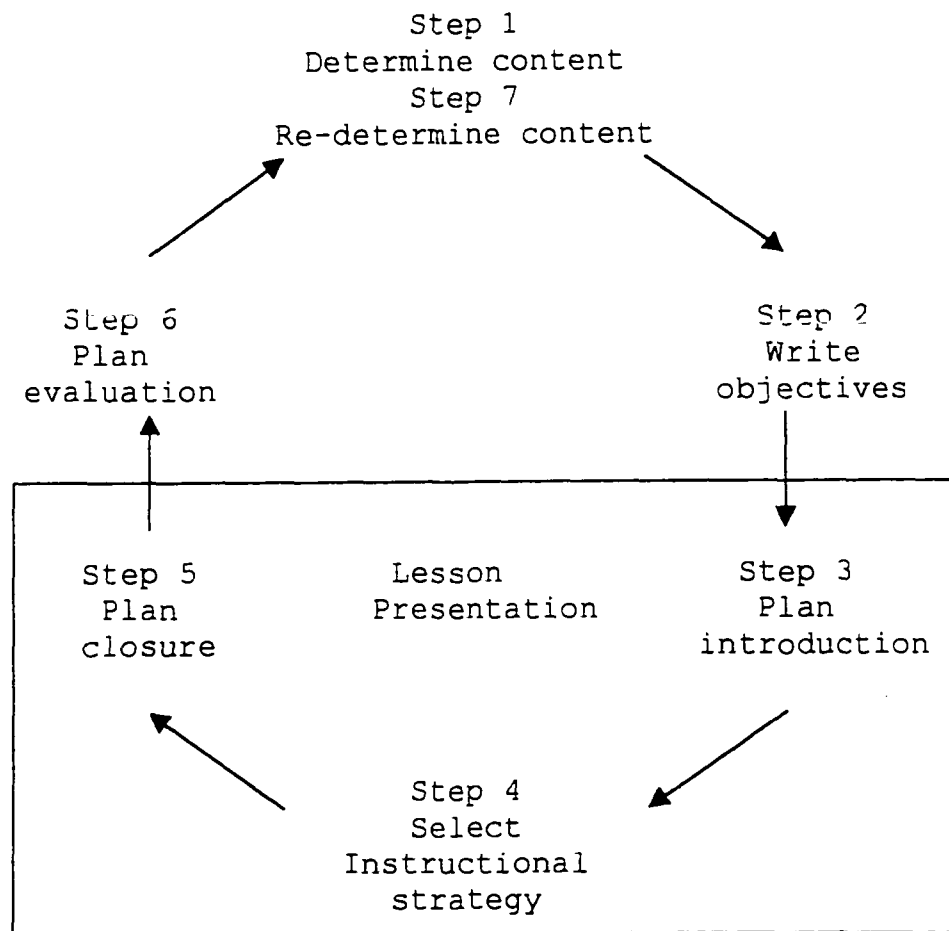 Step 1
Determine content
Step 7
Re-determine content
Step 6
Plan
evaluation
Step 2
Write
objectives
Step 5
Plan
closure
Lesson
Presentation
Step 3
Plan
introduction
Step 4
Select
Instructional
strategy